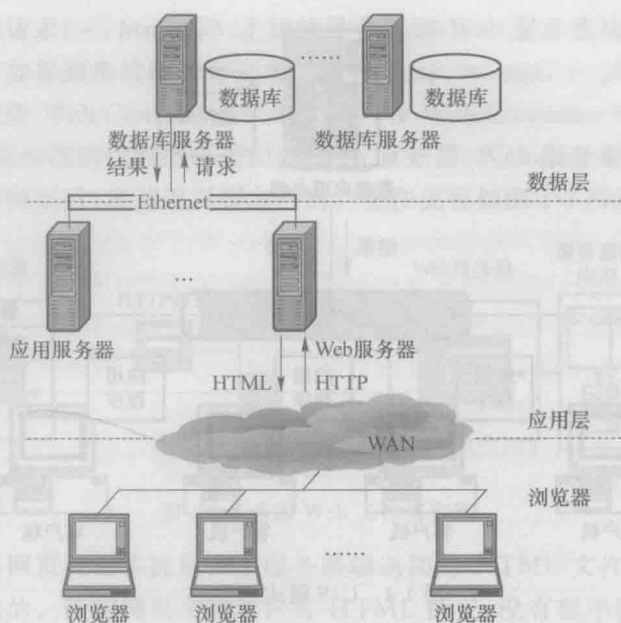 数据库
……
数据库
数据库服务器
数据库服务器
结果
请求
数据层
Ethernet
...
应用服务器
Web服务器
HTML
HTTP
应用层
WAN
浏览器
……
浏览器
浏览器
浏览器